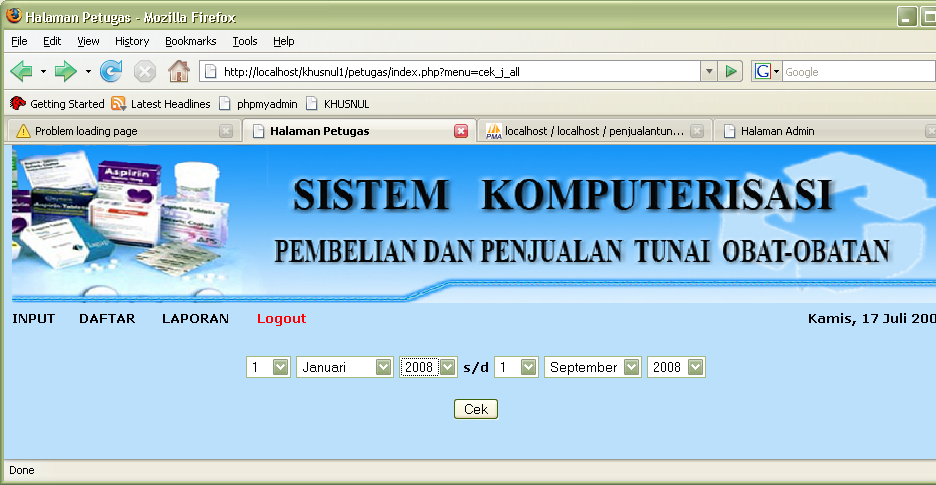 Halaman Petugas - Mozilla Firefox
File Edit View History Bookmarks Tools Help
http://localhost/khusnul1/petugas/index.php?menu=cek_j_all
G Google
Getting Started Latest Headlines phpmyadmin KHUSNUL
Problem loading page Halaman Petugas PMA localhost / localhost / penjualantun... Halaman Admin
Aspirin
SISTEM KOMPUTERISASI
PEMBELIAN DAN PENJUALAN TUNAI OBAT-OBATAN
INPUT DAFTAR LAPORAN Logout Kamis, 17 Juli 200
1 Januari 2008 s/d 1 September 2008
Cek
Done